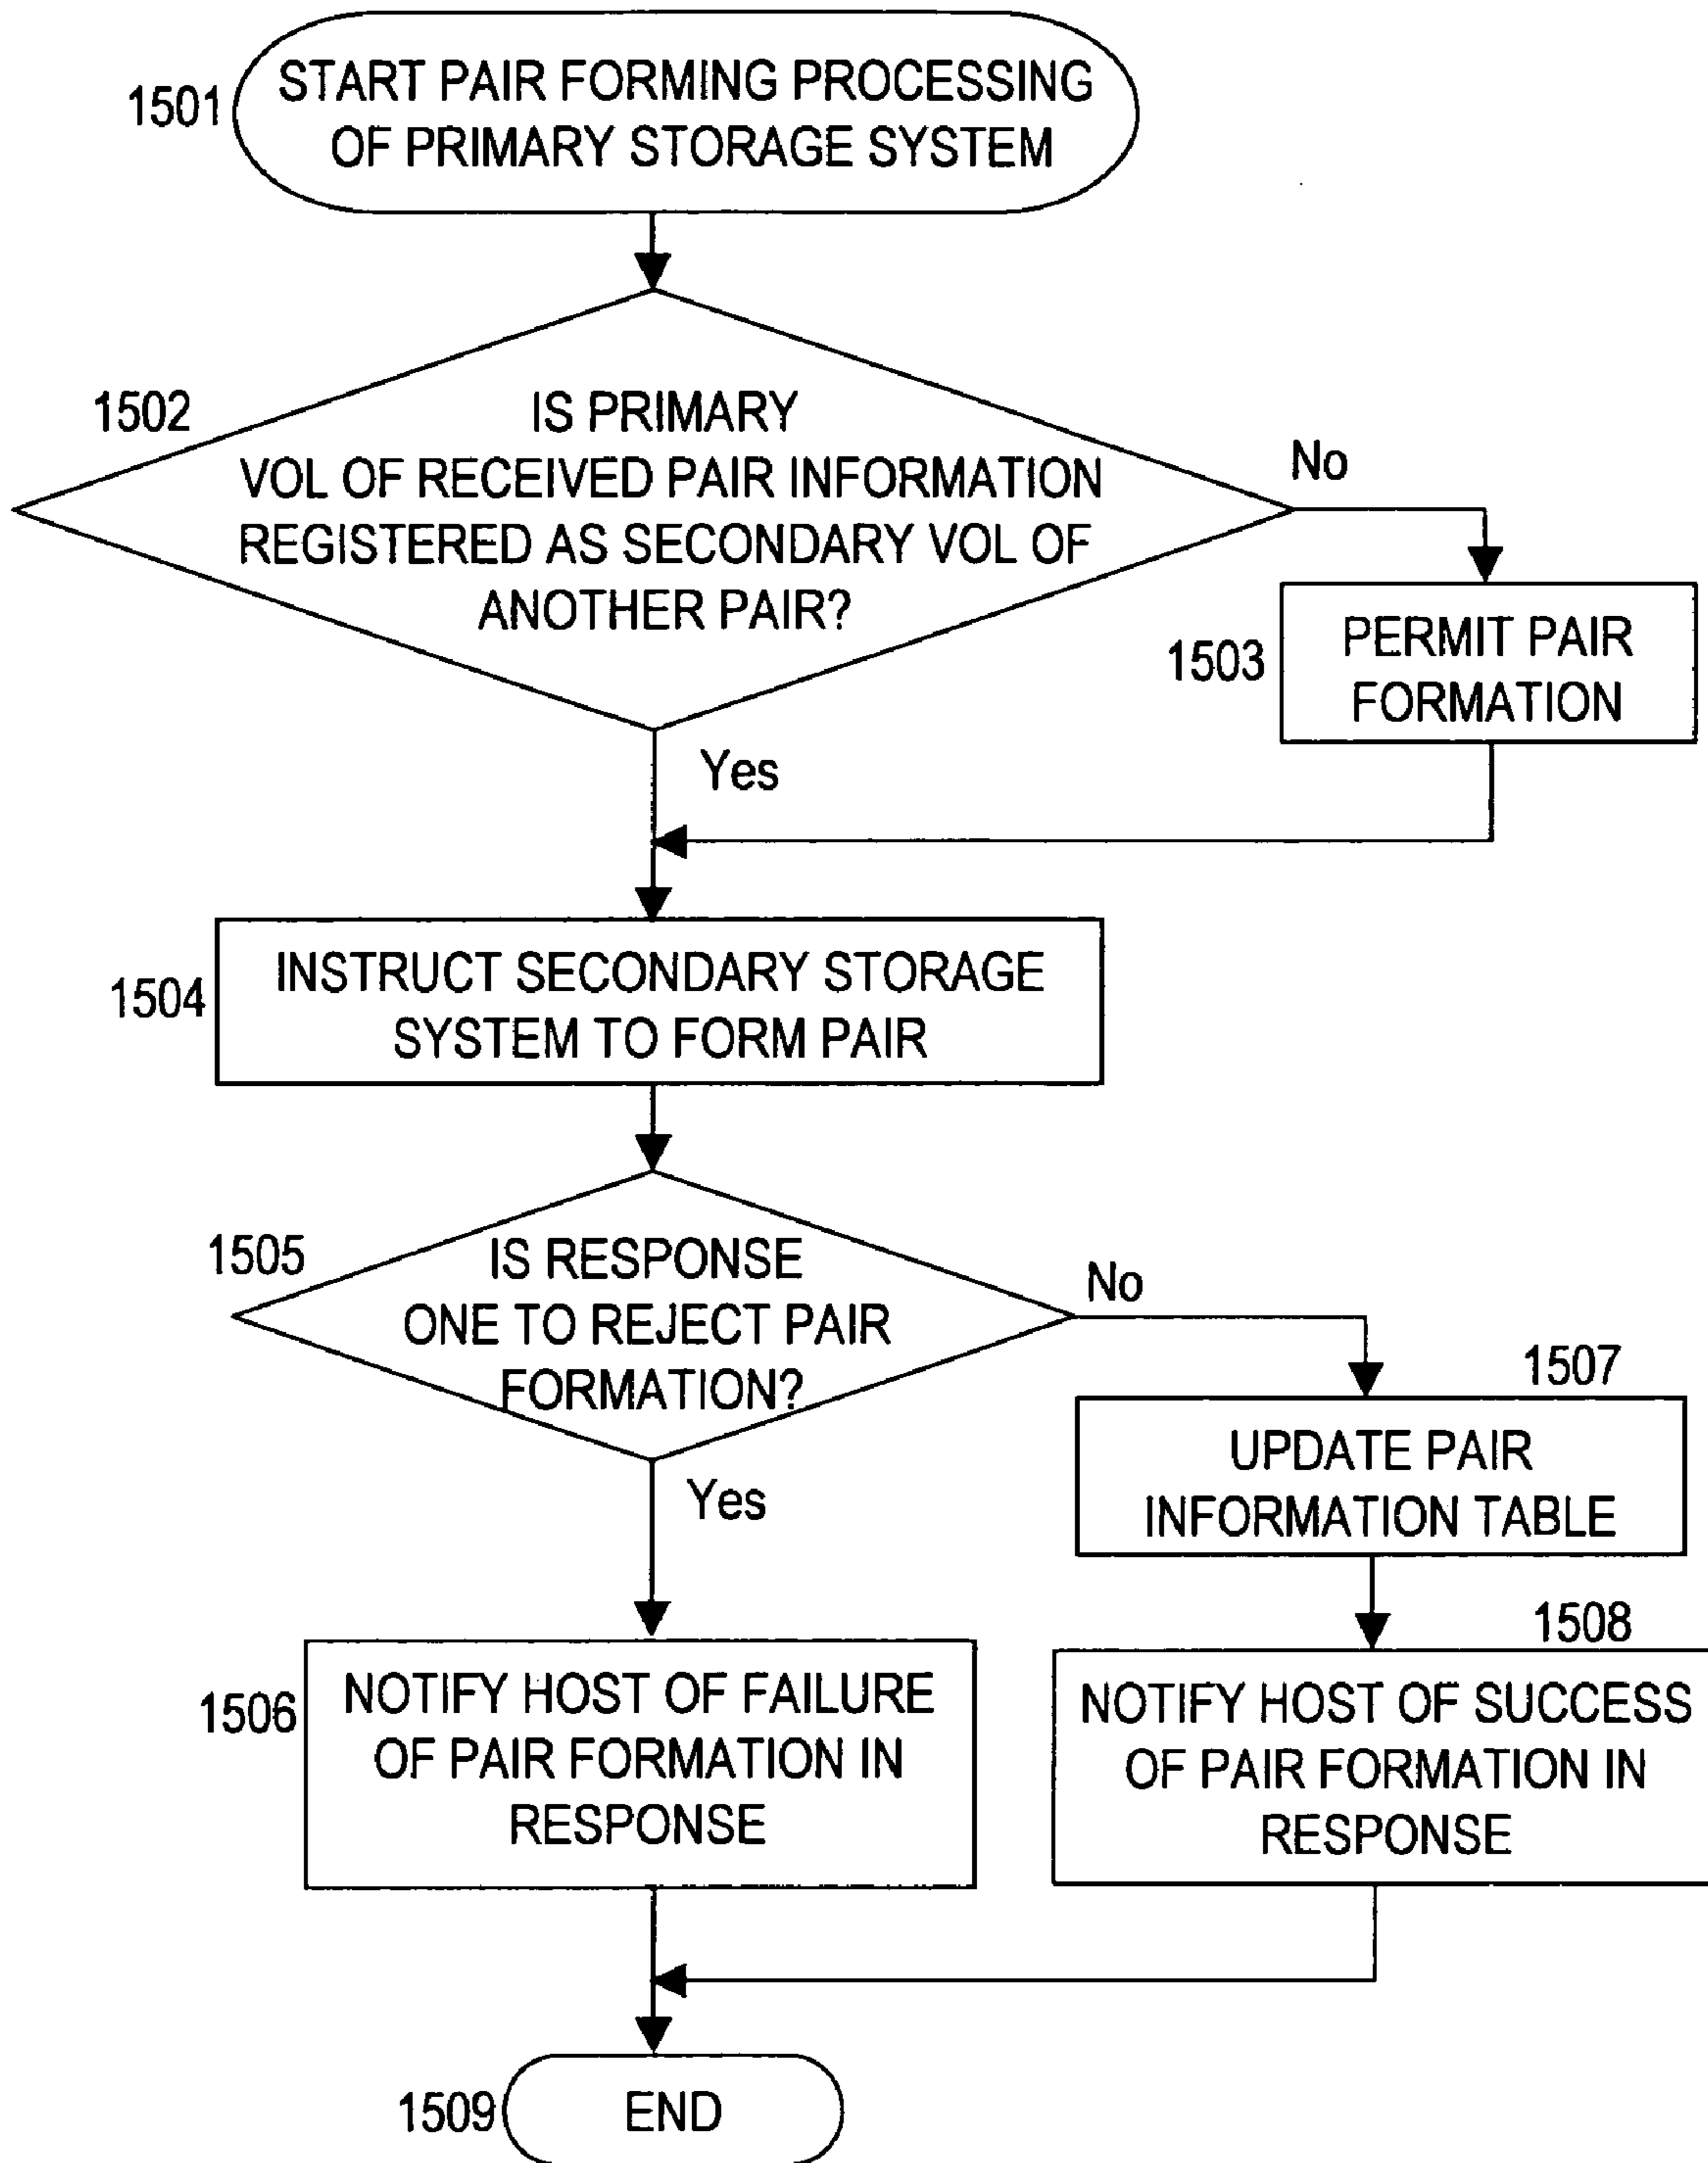 1501
START PAIR FORMING PROCESSING
OF PRIMARY STORAGE SYSTEM
1502
IS PRIMARY
VOL OF RECEIVED PAIR INFORMATION
REGISTERED AS SECONDARY VOL OF
ANOTHER PAIR?
No
1503
PERMIT PAIR
FORMATION
Yes
1504
INSTRUCT SECONDARY STORAGE
SYSTEM TO FORM PAIR
1505
IS RESPONSE
ONE TO REJECT PAIR
FORMATION?
No
1507
UPDATE PAIR
INFORMATION TABLE
Yes
1506
NOTIFY HOST OF FAILURE
OF PAIR FORMATION IN
RESPONSE
1508
NOTIFY HOST OF SUCCESS
OF PAIR FORMATION IN
RESPONSE
1509
END